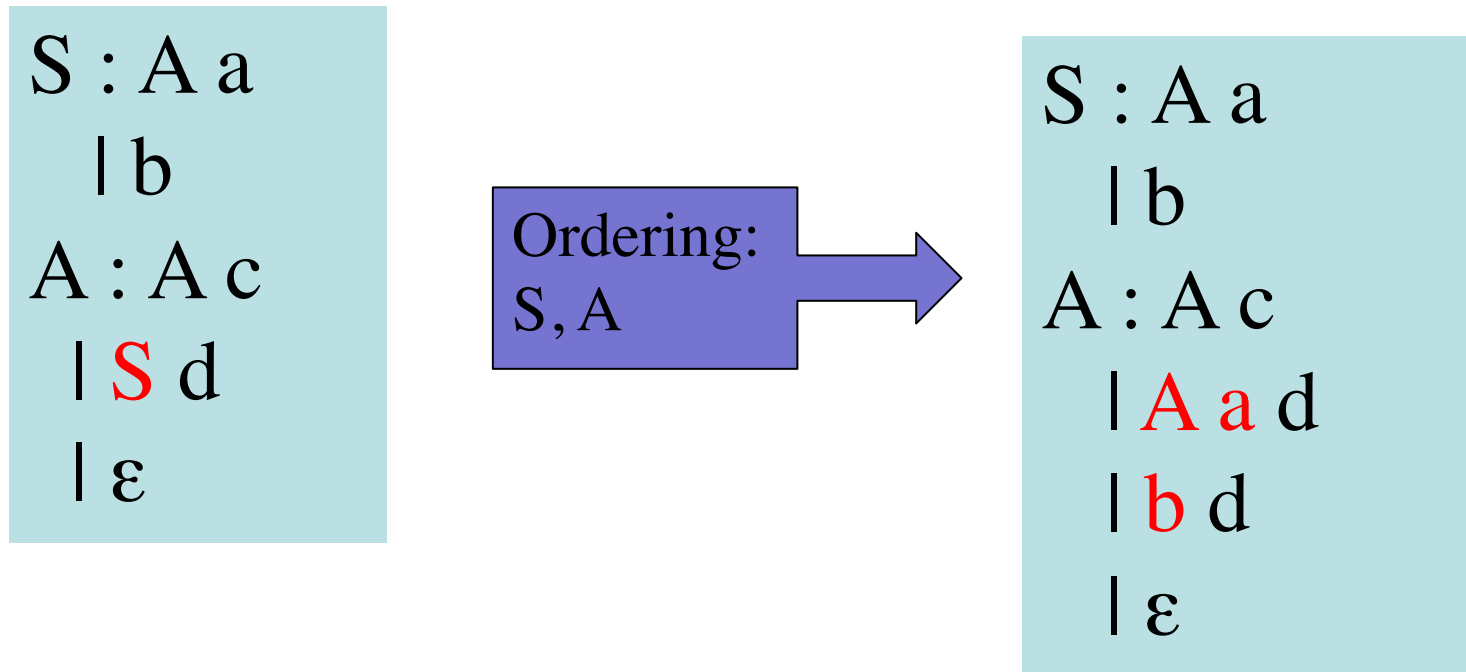 S : A a
| b
A : A c
| S d
| ε
Ordering:
S, A
S : A a
| b
A : A c
| A a d
| b d
| ε